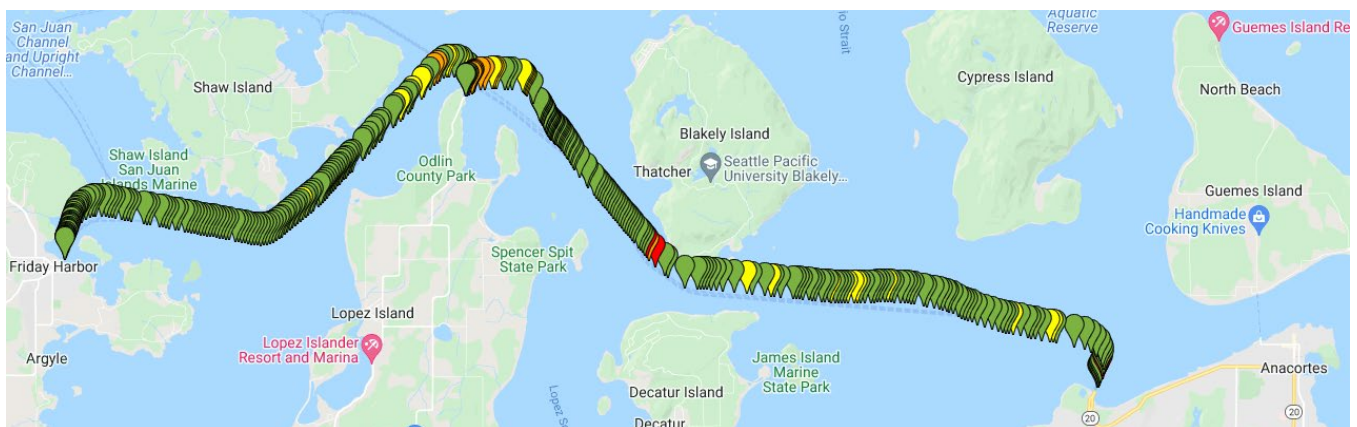 San Juan
Channel
and Upright
Channel...
Shaw Island
Shaw Island
San Juan
Islands Marine
Friday Harbor
Argyle
Odlin
County Park
Lopez Island
Lopez Islander
Resort and Marina
Spencer Spit
State Park
Blakely Island
Thatcher
Seattle Pacific
University Blakely...
Decatur Island
Decatur
James Island
Marine
State Park
Aquatic
Reserve
Cypress Island
Guemes Island Re
North Beach
Guemes Island
Handmade
Cooking Knives
Anacortes
20
20